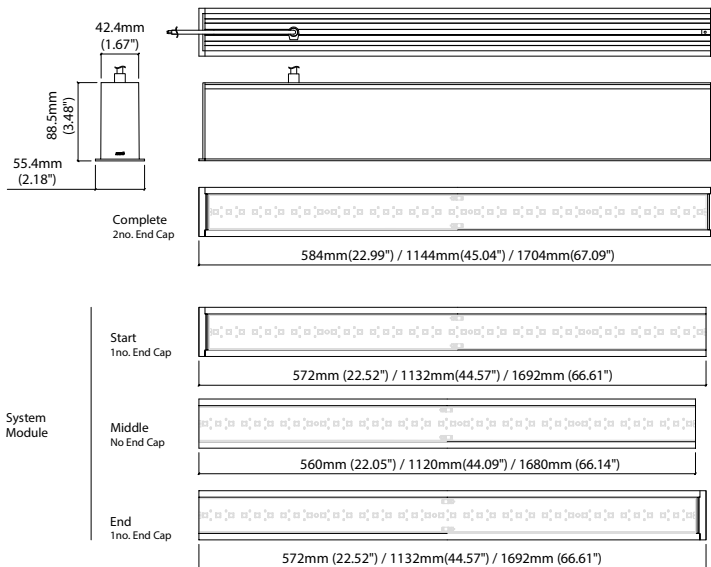 42.4mm
(1.67")
88.5mm
(3.48")
55.4mm
(2.18")
Complete
2no. End Cap
584mm(22.99") / 1144mm(45.04") / 1704mm(67.09")
System
Module
Start
1no. End Cap
572mm (22.52") / 1132mm(44.57") / 1692mm (66.61")
Middle
No End Cap
560mm (22.05") / 1120mm(44.09") / 1680mm (66.14")
End
1no. End Cap
572mm (22.52") / 1132mm(44.57") / 1692mm (66.61")